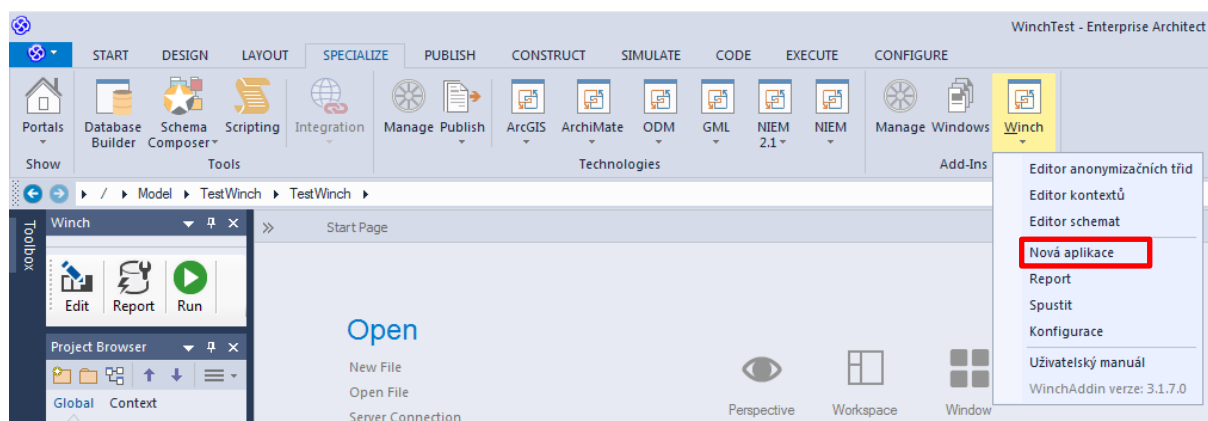 WinchTest - Enterprise Architect
START DESIGN LAYOUT SPECIALIZE PUBLISH CONSTRUCT SIMULATE CODE EXECUTE CONFIGURE
Portals Database Builder Schema Composer Scripting Integration Manage Publish ArcGIS ArchiMate ODM GML NIEM 2.1 NIEM Manage Windows Winch
Show Tools Technologies Add-Ins
/ Model TestWinch TestWinch
Toolbox
Winch
Start Page
Edit Report Run
Project Browser
Global Context
Open
New File
Open File
Server Connection
Perspective Workspace Window
Editor anonymizačních tříd
Editor kontextů
Editor schemat
Nová aplikace
Report
Spustit
Konfigurace
Uživatelský manuál
WinchAddin verze: 3.1.7.0